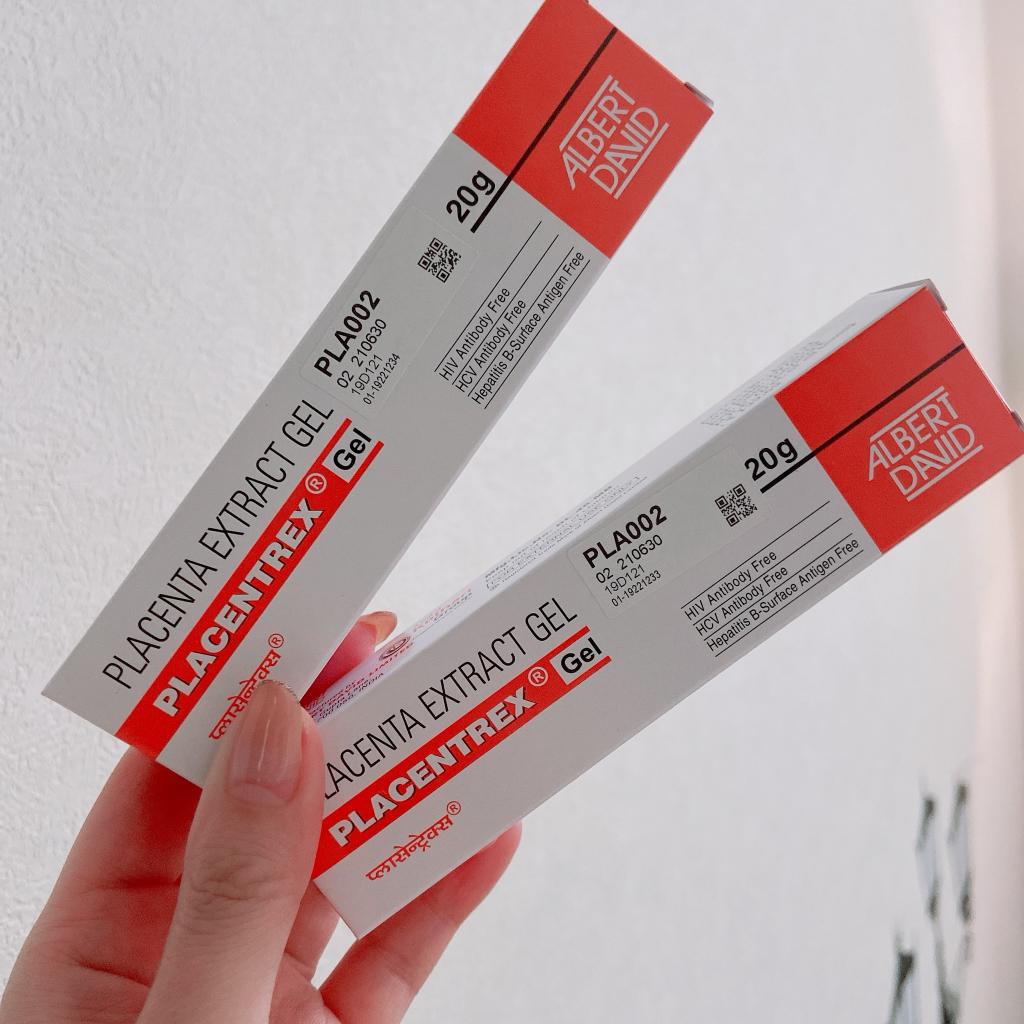 ALBERT
DAVID
20g
PLA002
02 210630
19D121
01-19221234
HIV Antibody Free
HCV Antibody Free
Hepatitis B-Surface Antigen Free
PLACENTA EXTRACT GEL
PLACENTREX® Gel
प्लासेन्ट्रेक्स®
ALBERT
DAVID
20g
PLA002
02 210630
19D121
01-19221233
HIV Antibody Free
HCV Antibody Free
Hepatitis B-Surface Antigen Free
PLACENTA EXTRACT GEL
PLACENTREX® Gel
प्लासेन्ट्रेक्स®
LIMITED
INDIA